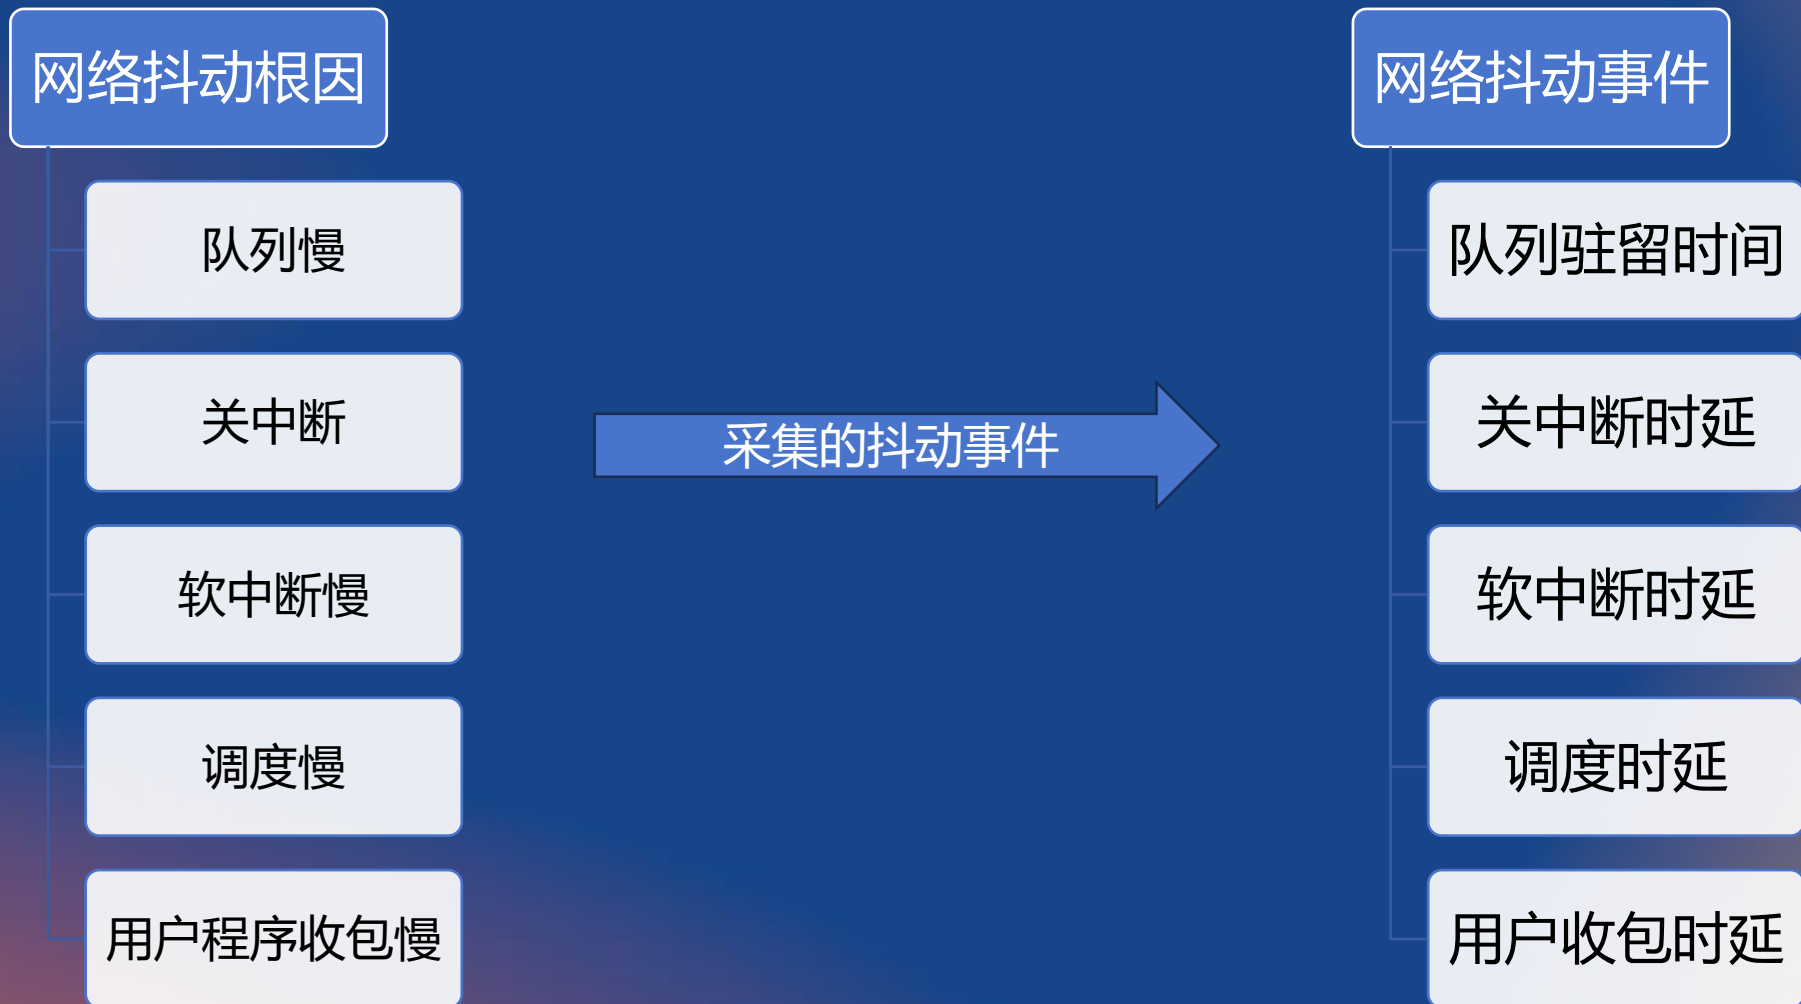 网络抖动根因
队列慢
关中断
软中断慢
调度慢
用户程序收包慢
采集的抖动事件
网络抖动事件
队列驻留时间
关中断时延
软中断时延
调度时延
用户收包时延